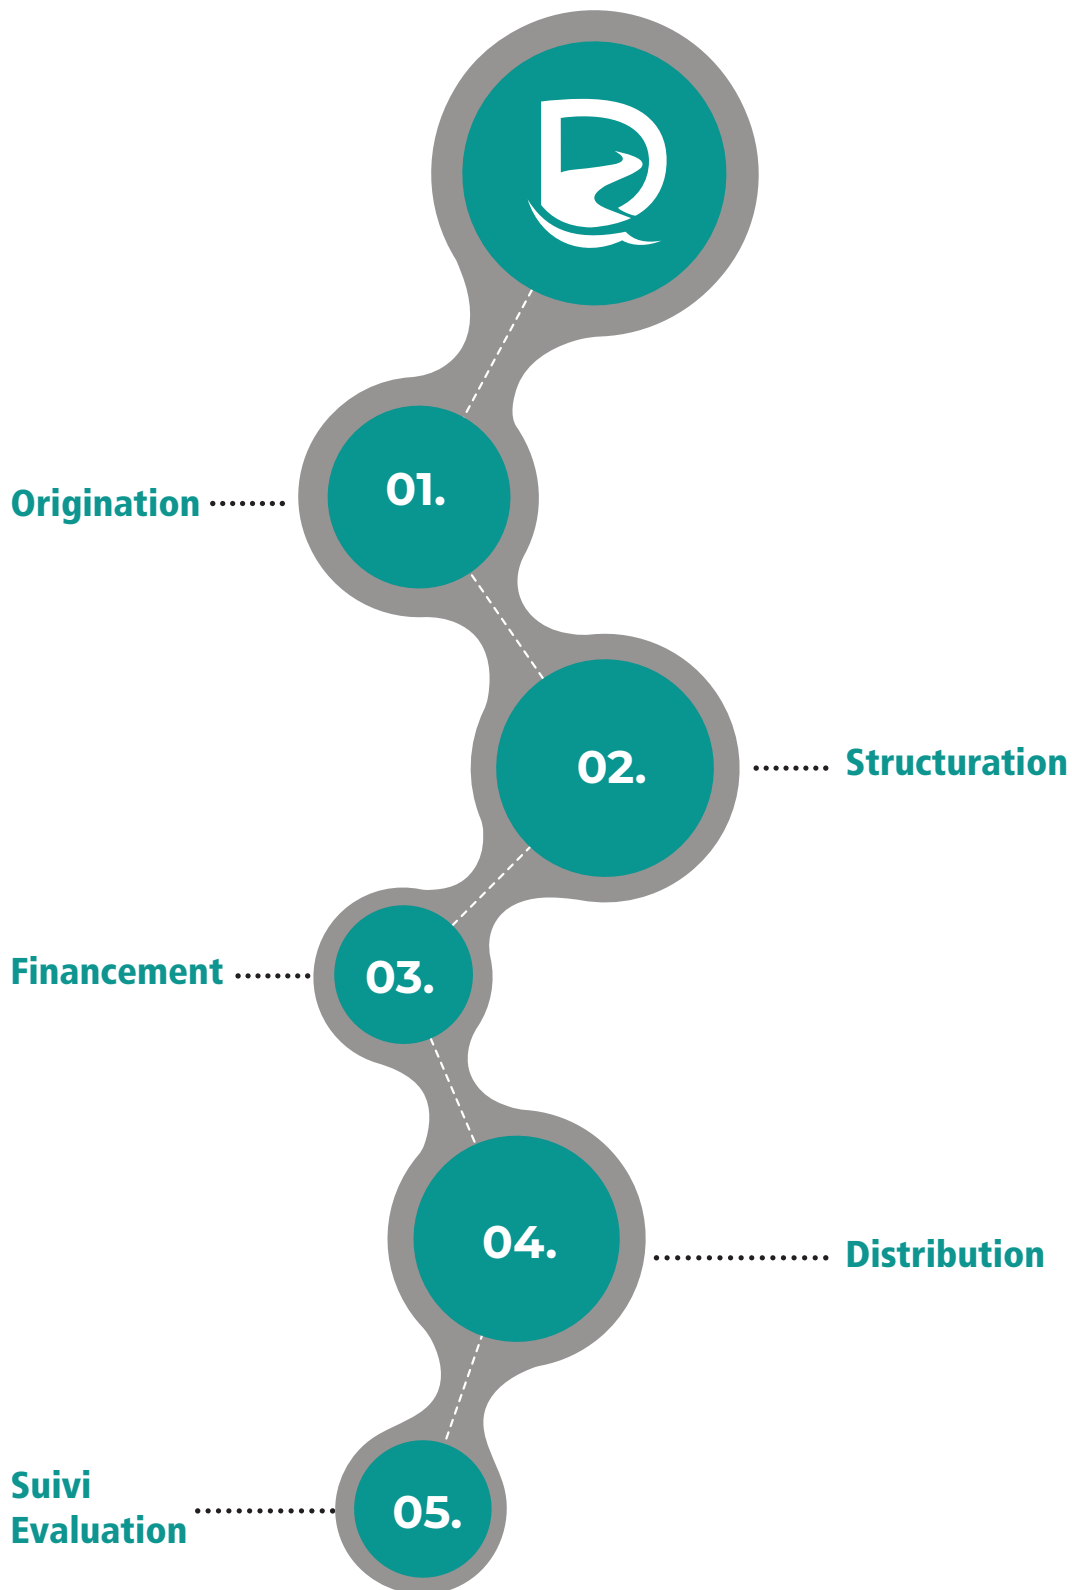 01.
Origination
02.
Structuration
03.
Financement
04.
Distribution
05.
Suivi
Evaluation